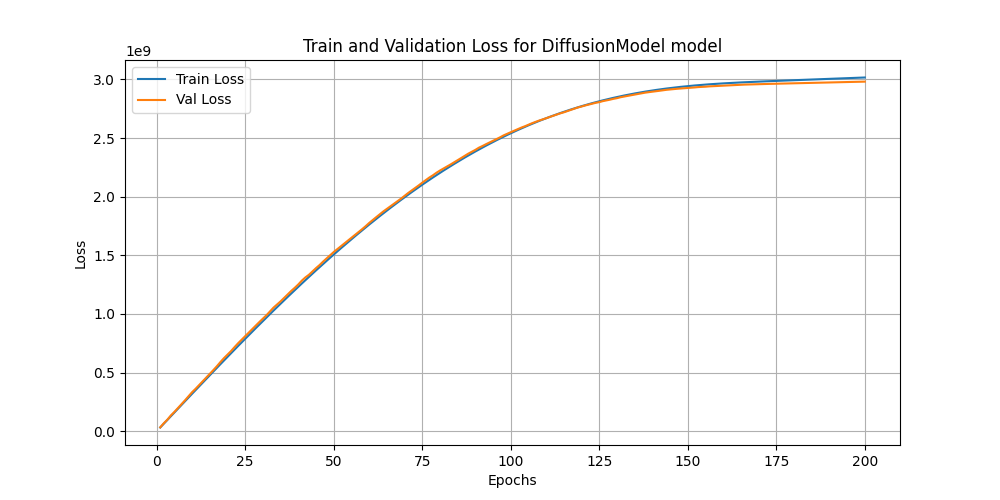 Train and Validation Loss for DiffusionModel model
1e9
Train Loss
Val Loss
3.0
2.5
2.0
1.5
1.0
0.5
0.0
Loss
0 25 50 75 100 125 150 175 200
Epochs